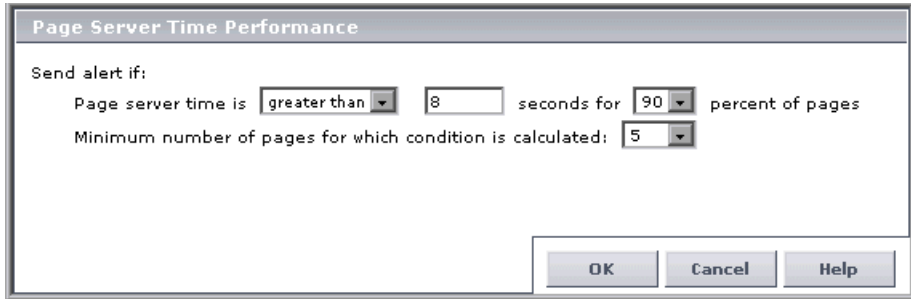 Page Server Time Performance
Send alert if:
Page server time is greater than 8 seconds for 90 percent of pages
Minimum number of pages for which condition is calculated: 5
OK Cancel Help